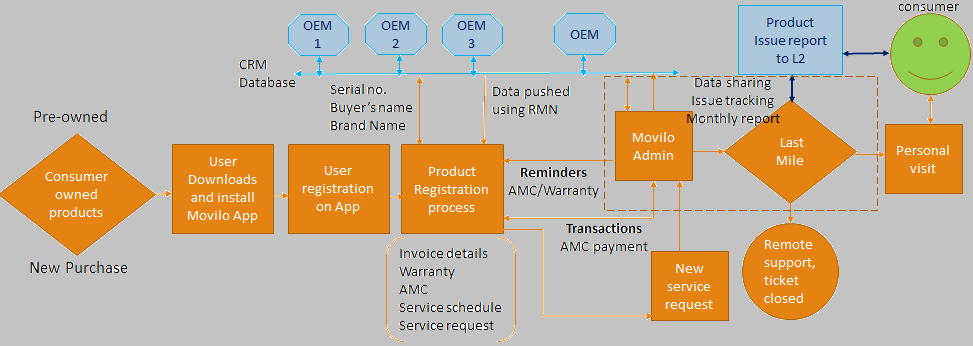 consumer
OEM
1
OEM
2
OEM
3
OEM
Product
Issue report
to L2
CRM
Database
Serial no.
Buyer's name
Brand Name
Data pushed
using RMN
Data sharing
Issue tracking
Monthly report
Pre-owned
Consumer
owned
products
New Purchase
User
Downloads
and install
Movilo App
User
registration
on App
Product
Registration
process
Reminders
AMC/Warranty
Movilo
Admin
Last
Mile
Personal
visit
Transactions
AMC payment
Invoice details
Warranty
AMC
Service schedule
Service request
New
service
request
Remote
support,
ticket
closed